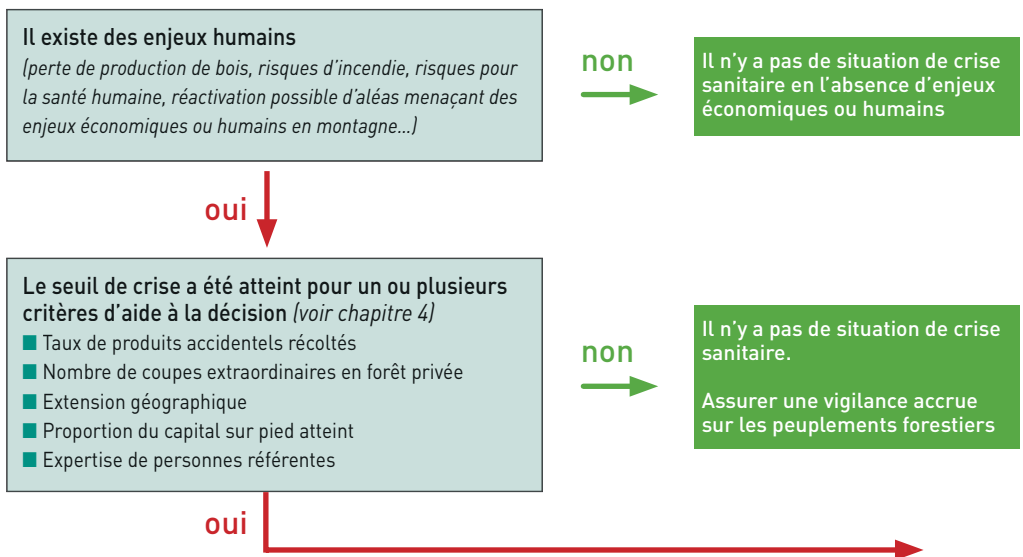 Il existe des enjeux humains
(perte de production de bois, risques d'incendie, risques pour
la santé humaine, réactivation possible d'aléas menaçant des
enjeux économiques ou humains en montagne...)
non
Il n'y a pas de situation de crise
sanitaire en l'absence d'enjeux
économiques ou humains
oui
Le seuil de crise a été atteint pour un ou plusieurs
critères d'aide à la décision (voir chapitre 4)
■ Taux de produits accidentels récoltés
■ Nombre de coupes extraordinaires en forêt privée
■ Extension géographique
■ Proportion du capital sur pied atteint
■ Expertise de personnes référentes
non
Il n'y a pas de situation de crise
sanitaire.
Assurer une vigilance accrue
sur les peuplements forestiers
oui